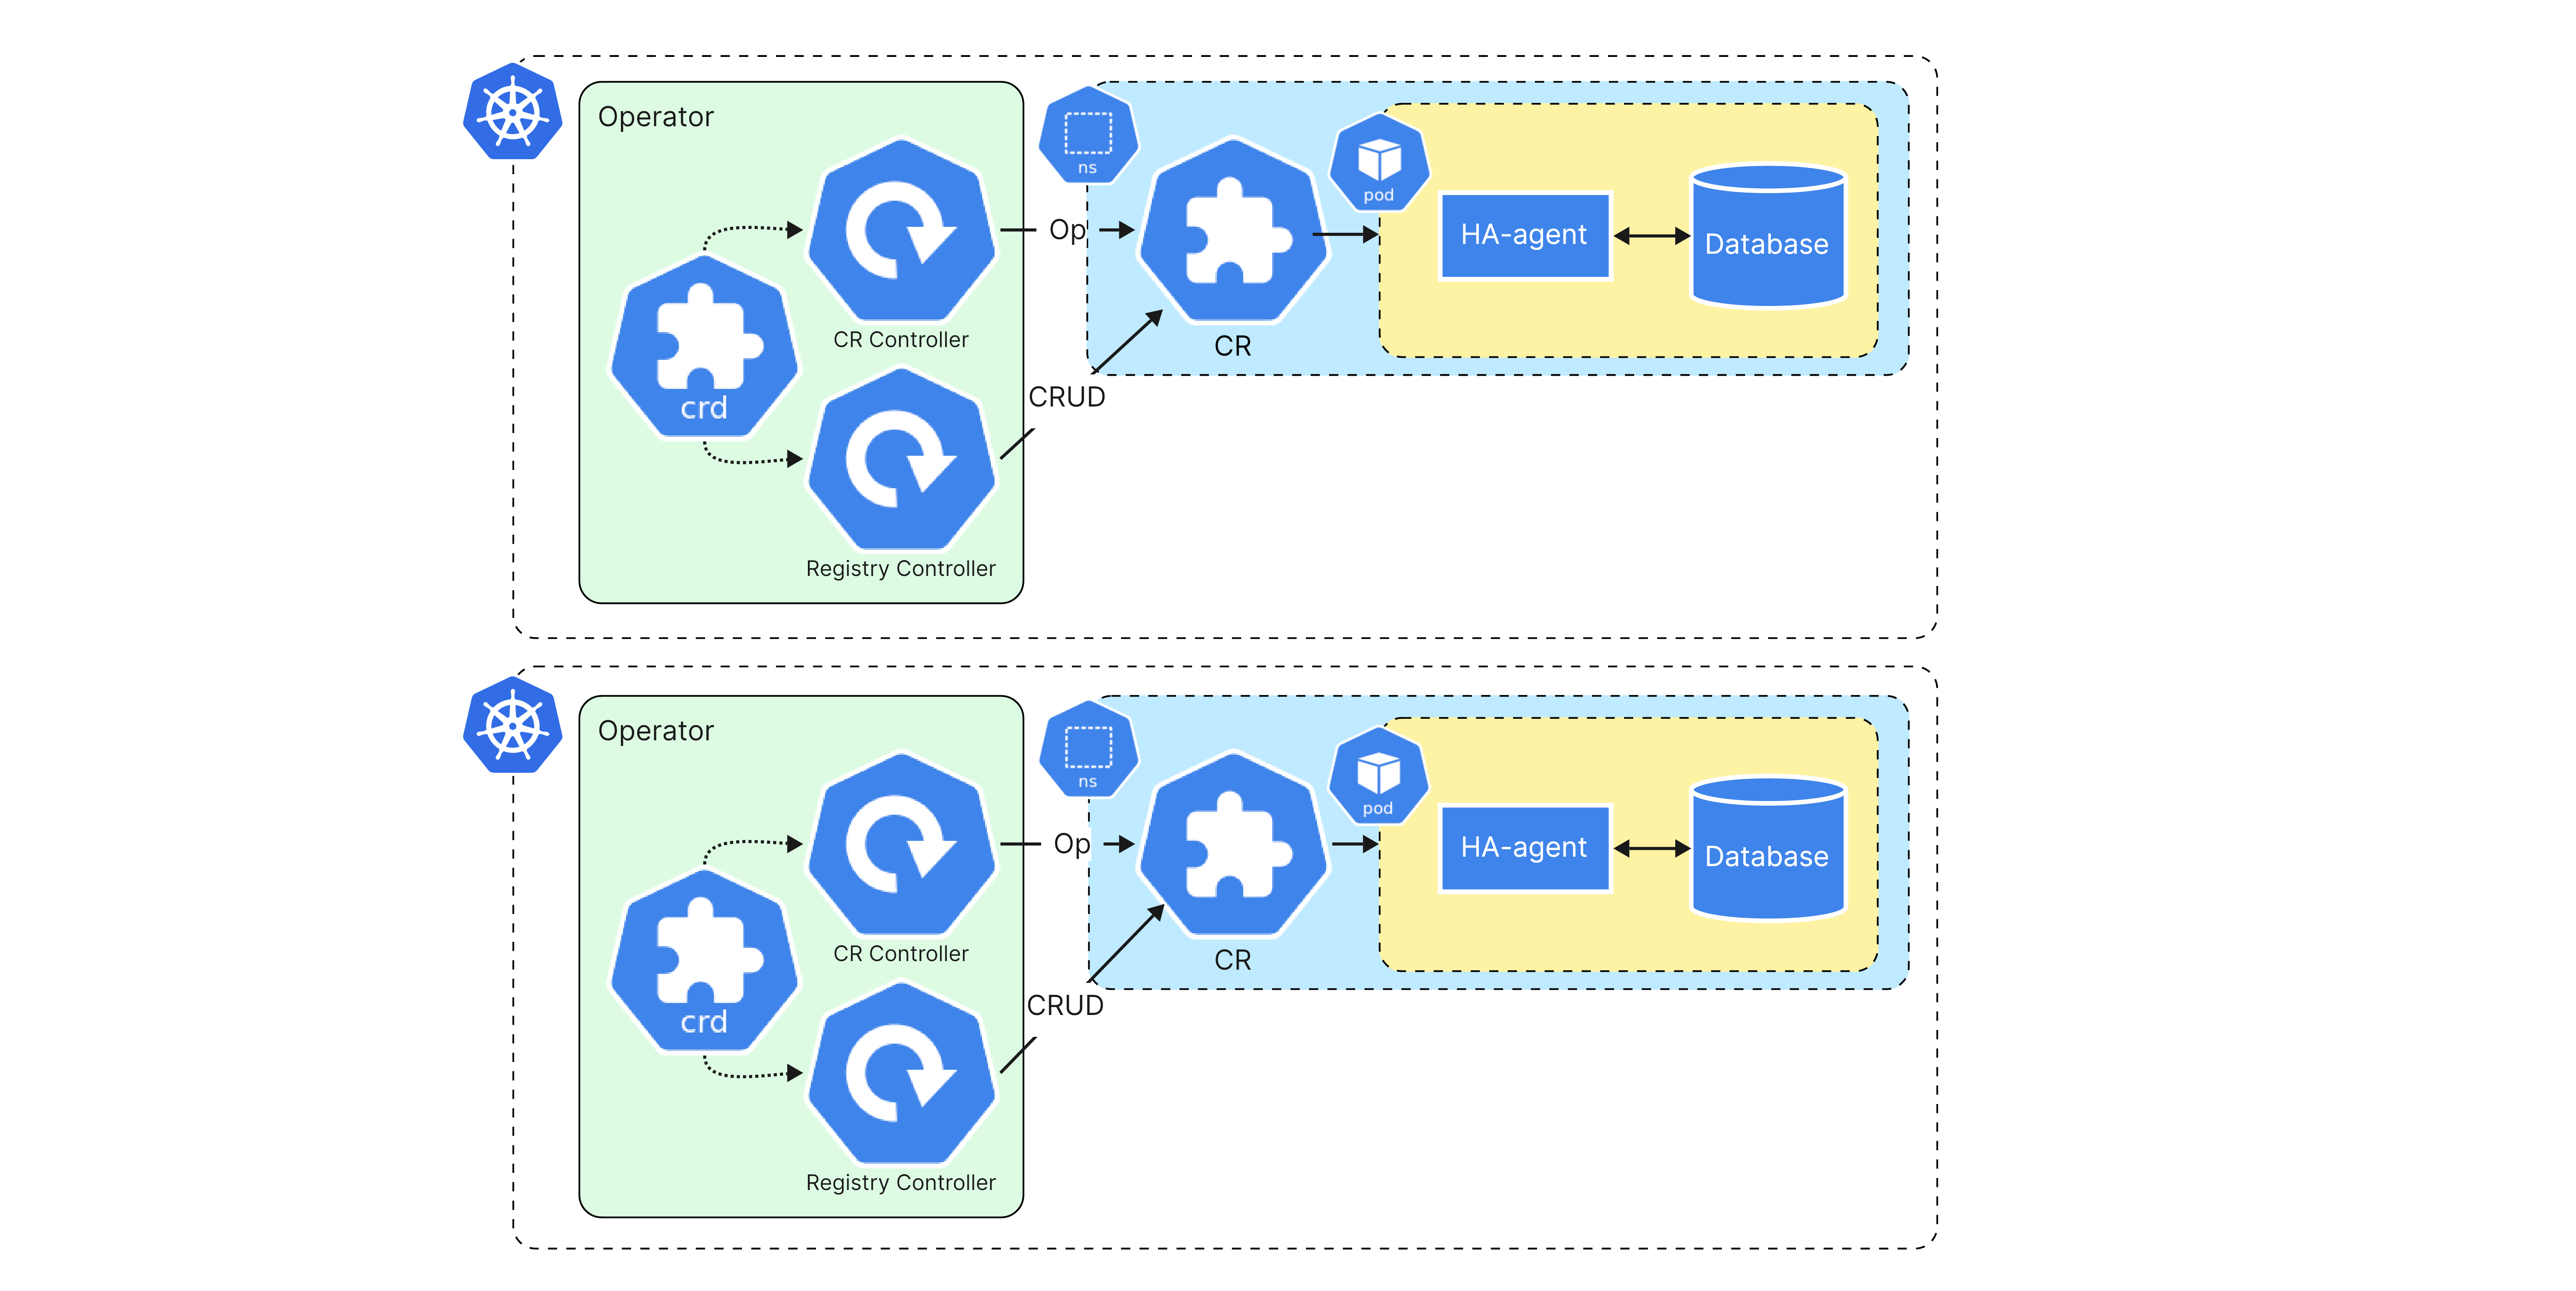 Operator
ns
pod
Op
HA-agent
Database
CR Controller
CR
crd
CRUD
Registry Controller
Operator
ns
pod
Op
HA-agent
Database
CR Controller
CR
crd
CRUD
Registry Controller